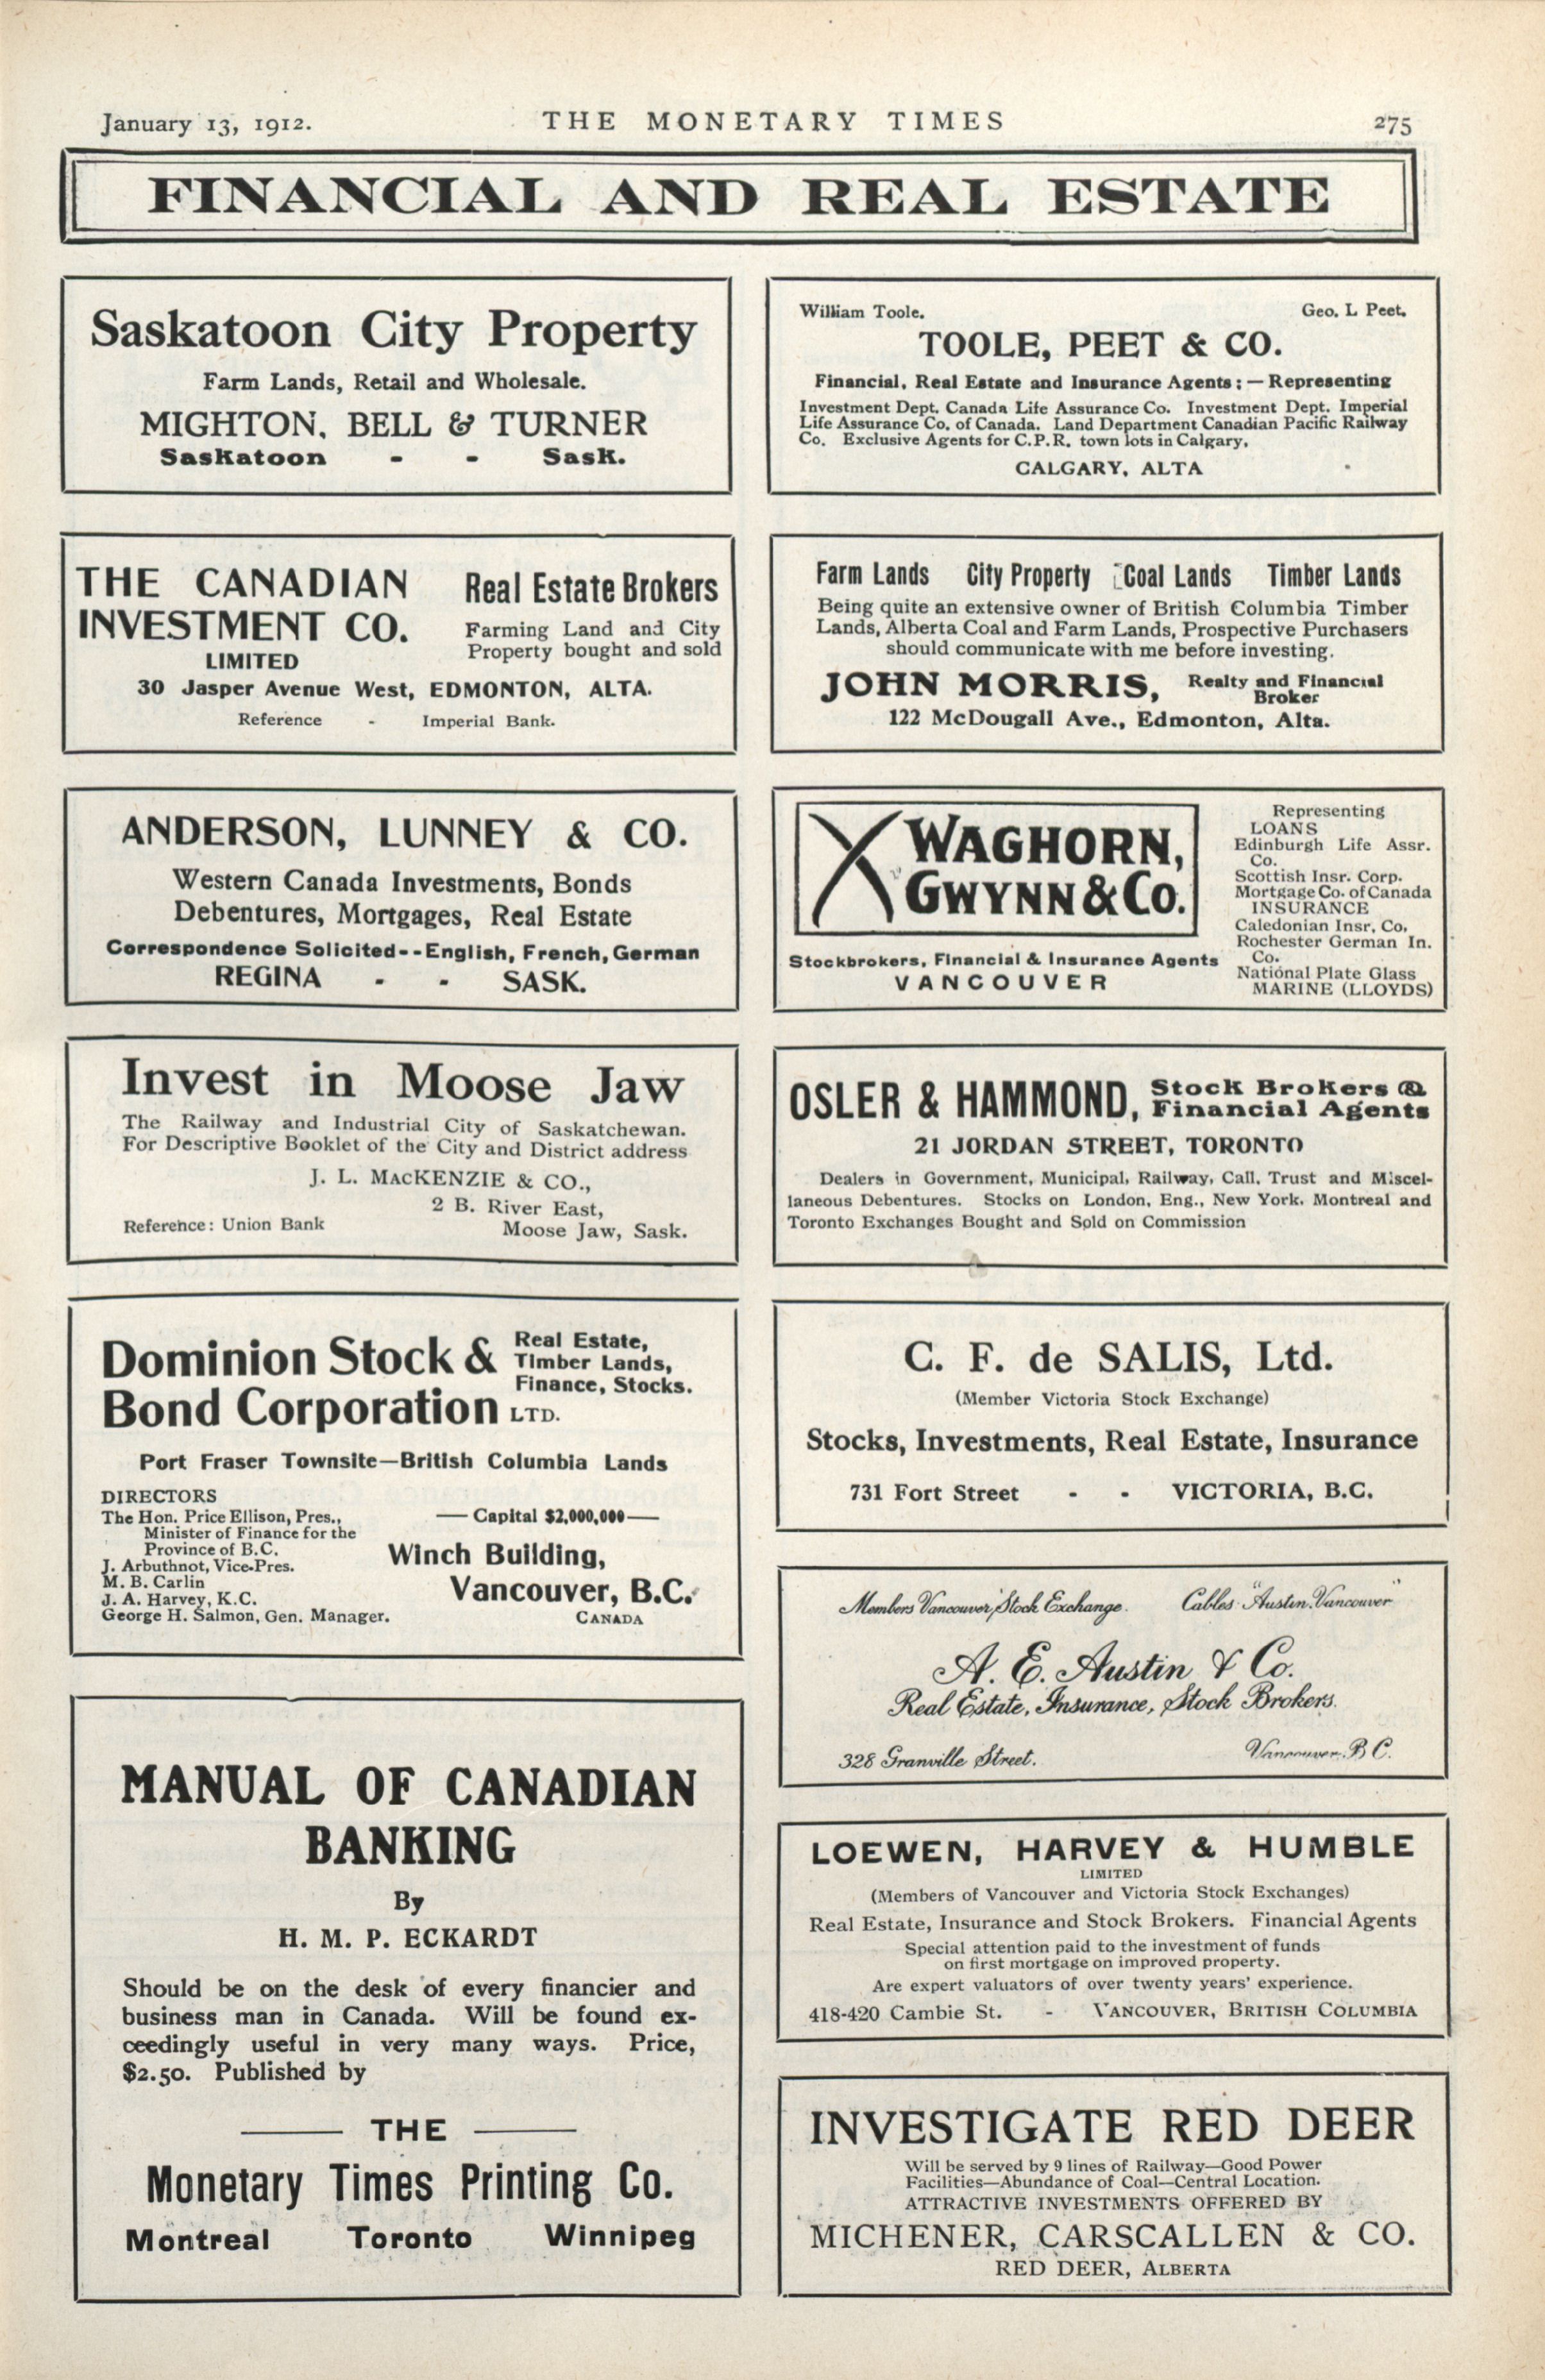 January 13, 1912.
THE MONETARY TIMES
275
FINANCIAL AND REAL ESTATE
Saskatoon City Property
Farm Lands, Retail and Wholesale.
MIGHTON, BELL & TURNER
Saskatoon - - Sask.
THE CANADIAN
INVESTMENT CO.
LIMITED
Real Estate Brokers
Farming Land and City
Property bought and sold
30 Jasper Avenue West, EDMONTON, ALTA.
Reference - Imperial Bank.
ANDERSON, LUNNEY & CO.
Western Canada Investments, Bonds
Debentures, Mortgages, Real Estate
Correspondence Solicited--English, French, German
REGINA - - SASK.
Invest in Moose Jaw
The Railway and Industrial City of Saskatchewan.
For Descriptive Booklet of the City and District address
J. L. MACKENZIE & CO.,
2 B. River East,
Reference: Union Bank
Moose Jaw, Sask.
Dominion Stock &
Bond Corporation LTD.
Real Estate,
Timber Lands,
Finance, Stocks.
Port Fraser Townsite—British Columbia Lands
DIRECTORS
The Hon. Price Ellison, Pres.,
Minister of Finance for the
Province of B.C.
J. Arbuthnot, Vice-Pres.
M. B. Carlin
J. A. Harvey, K.C.
George H. Salmon, Gen. Manager.
— Capital $2,000,000 —
Winch Building,
Vancouver, B.C.
CANADA
MANUAL OF CANADIAN
BANKING
By
H. M. P. ECKARDT
Should be on the desk of every financier and
business man in Canada. Will be found ex-
ceedingly useful in very many ways. Price,
$2.50. Published by
THE
Monetary Times Printing Co.
Montreal Toronto Winnipeg
William Toole. Geo. L Peet.
TOOLE, PEET & CO.
Financial, Real Estate and Insurance Agents: — Representing
Investment Dept. Canada Life Assurance Co. Investment Dept. Imperial
Life Assurance Co. of Canada. Land Department Canadian Pacific Railway
Co. Exclusive Agents for C.P.R. town lots in Calgary.
CALGARY, ALTA
Farm Lands City Property Coal Lands Timber Lands
Being quite an extensive owner of British Columbia Timber
Lands, Alberta Coal and Farm Lands, Prospective Purchasers
should communicate with me before investing.
JOHN MORRIS, Realty and Financial
Broker
122 McDougall Ave., Edmonton, Alta.
WAGHORN,
GWYNN & CO.
Stockbrokers, Financial & Insurance Agents
VANCOUVER
Representing
LOANS
Edinburgh Life Assr.
Co.
Scottish Insr. Corp.
Mortgage Co. of Canada
INSURANCE
Caledonian Insr. Co.
Rochester German In.
Co.
National Plate Glass
MARINE (LLOYDS)
OSLER & HAMMOND, Stock Brokers &
Financial Agents
21 JORDAN STREET, TORONTO
Dealers in Government, Municipal, Railway, Call, Trust and Miscel-
laneous Debentures. Stocks on London, Eng., New York, Montreal and
Toronto Exchanges Bought and Sold on Commission
C. F. de SALIS, Ltd.
(Member Victoria Stock Exchange)
Stocks, Investments, Real Estate, Insurance
731 Fort Street - - VICTORIA, B.C.
Members Vancouver Stock Exchange. Cables "Austin. Vancouver"
A. E. Austin & Co.
Real Estate, Insurance, Stock Brokers.
328 Granville Street. Vancouver. B C.
LOEWEN, HARVEY & HUMBLE
LIMITED
(Members of Vancouver and Victoria Stock Exchanges)
Real Estate, Insurance and Stock Brokers. Financial Agents
Special attention paid to the investment of funds
on first mortgage on improved property.
Are expert valuators of over twenty years' experience.
418-420 Cambie St. - VANCOUVER, BRITISH COLUMBIA
INVESTIGATE RED DEER
Will be served by 9 lines of Railway—Good Power
Facilities—Abundance of Coal—Central Location.
ATTRACTIVE INVESTMENTS OFFERED BY
MICHENER, CARSCALLEN & CO.
RED DEER, ALBERTA